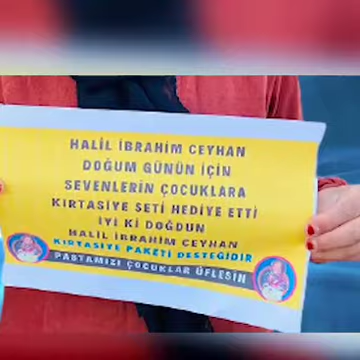 HALİL İBRAHİM CEYHAN
DOĞUM GÜNÜN İÇİN
SEVENLERİN ÇOCUKLARA
KIRTASİYE SETİ HEDİYE ETTİ
İYİ Kİ DOĞDUN
HALİL İBRAHİM CEYHAN
KIRTASİYE PAKETİ DESTEĞİDİR
PASTAMIZI ÇOCUKLAR ÜFLESİN